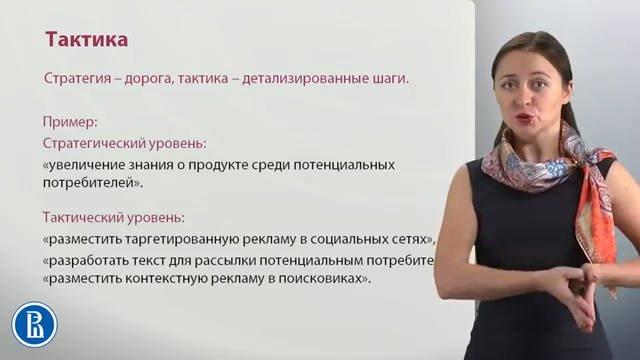 Тактика
Стратегия – дорога, тактика – детализированные шаги.
Пример:
Стратегический уровень:
«увеличение знания о продукте среди потенциальных
потребителей».
Тактический уровень:
«разместить таргетированную рекламу в социальных сетях»,
«разработать текст для рассылки потенциальным потребите
«разместить контекстную рекламу в поисковиках».